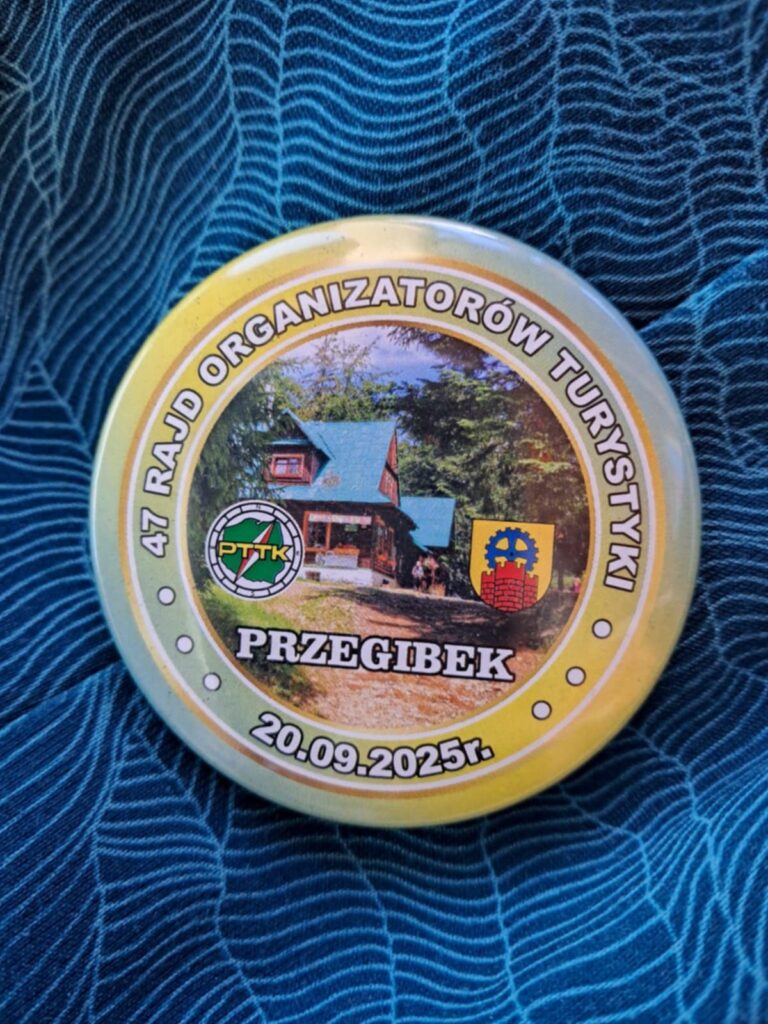 47 RAJD ORGANIZATORÓW TURYSTYKI
PTTK
PRZEGIBEK
20.09.2025r.